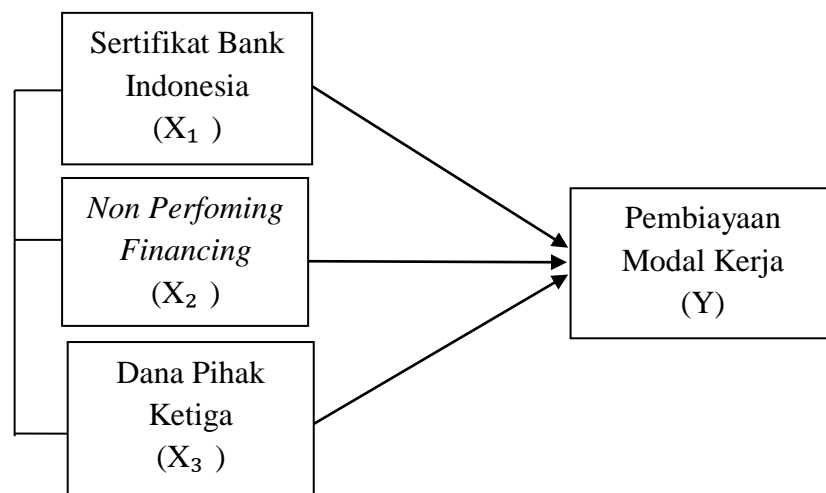 Sertifikat Bank
Indonesia
(X₁ )
Non Perfoming
Financing
(X₂ )
Dana Pihak
Ketiga
(X₃ )
Pembiayaan
Modal Kerja
(Y)